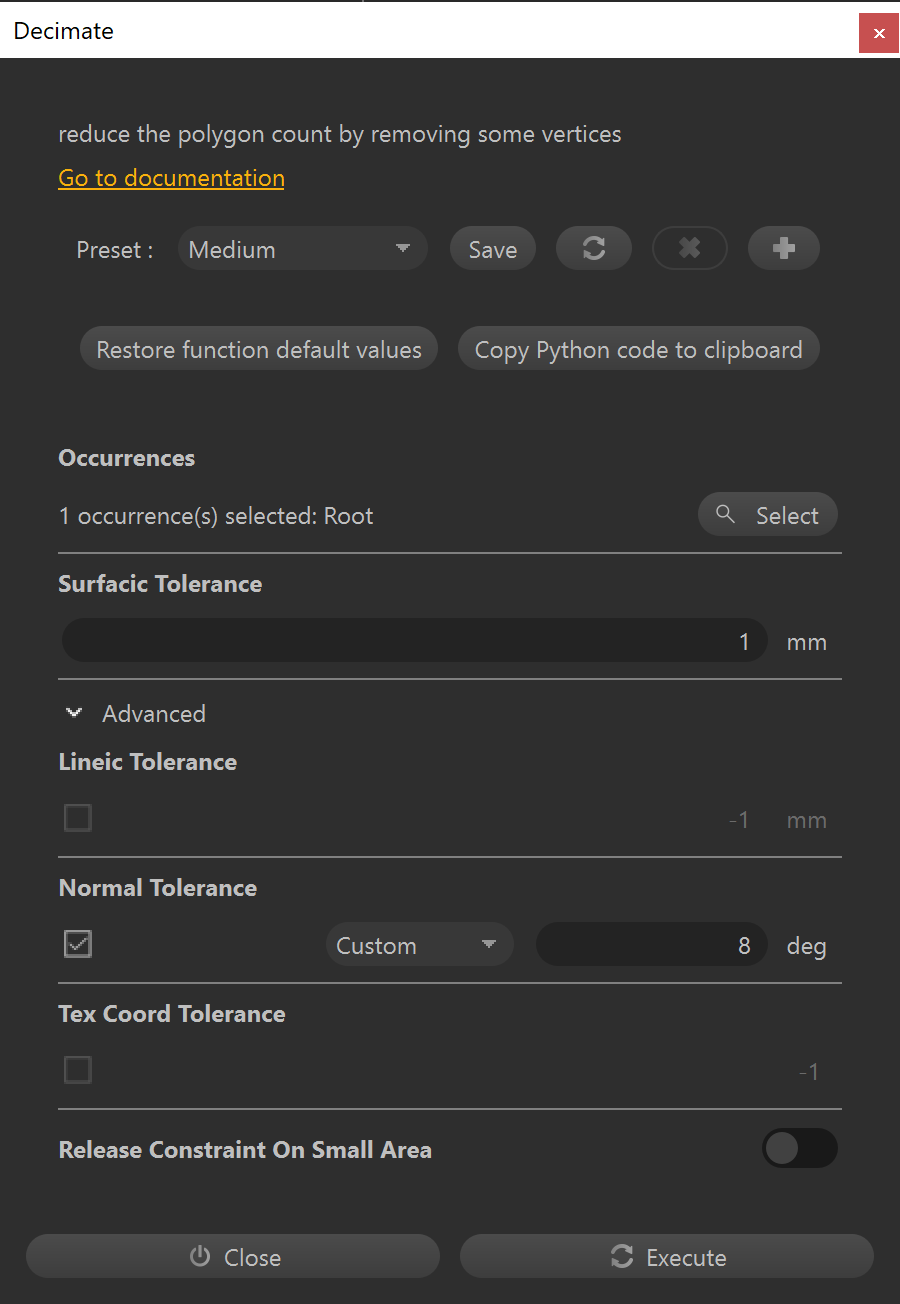 Decimate
reduce the polygon count by removing some vertices
Go to documentation
Preset : Medium Save
Restore function default values Copy Python code to clipboard
Occurrences
1 occurrence(s) selected: Root Select
Surfacic Tolerance
1 mm
Advanced
Lineic Tolerance
-1 mm
Normal Tolerance
Custom 8 deg
Tex Coord Tolerance
-1
Release Constraint On Small Area
Close Execute